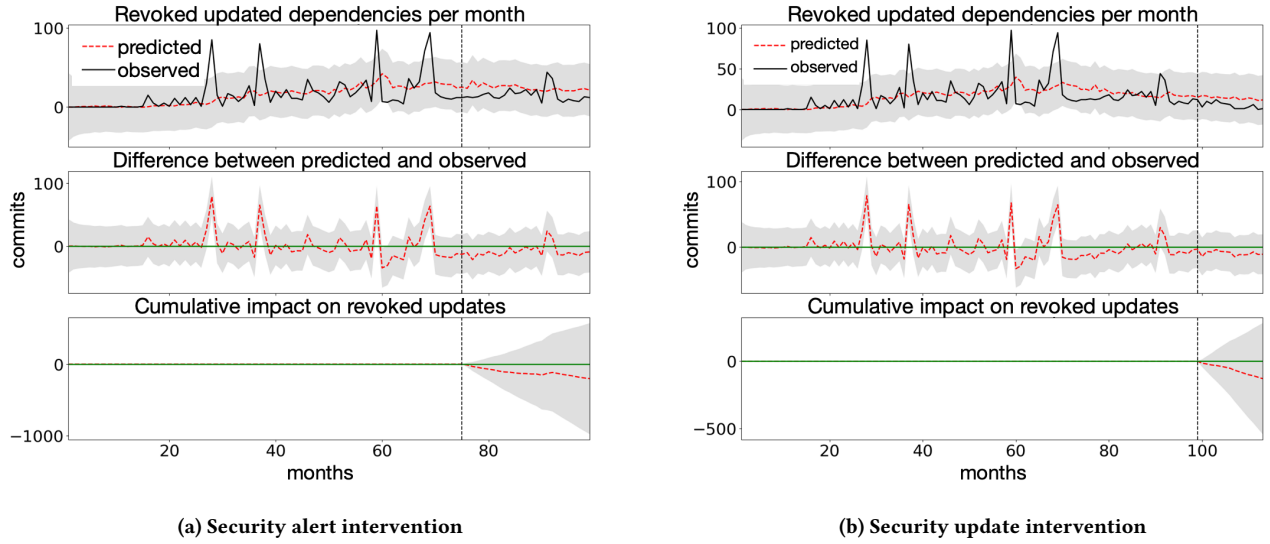 Revoked updated dependencies per month
100
0
predicted
observed
Difference between predicted and observed
100
0
commits
Cumulative impact on revoked updates
0
−1000
20
40
60
80
months
(a) Security alert intervention
Revoked updated dependencies per month
100
50
0
predicted
observed
Difference between predicted and observed
100
0
commits
Cumulative impact on revoked updates
0
−500
20
40
60
80
100
months
(b) Security update intervention